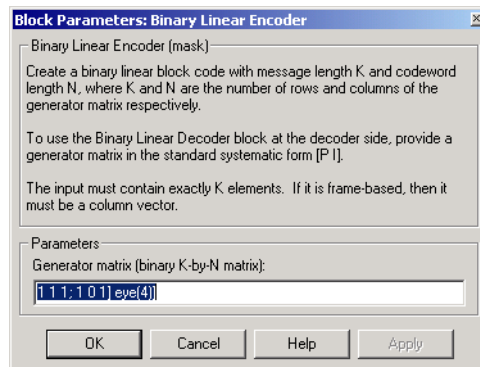 Block Parameters: Binary Linear Encoder
Binary Linear Encoder (mask)
Create a binary linear block code with message length K and codeword
length N, where K and N are the number of rows and columns of the
generator matrix respectively.
To use the Binary Linear Decoder block at the decoder side, provide a
generator matrix in the standard systematic form [P I].
The input must contain exactly K elements. If it is frame-based, then it
must be a column vector.
Parameters
Generator matrix (binary K-by-N matrix):
1 1 1; 1 0 1] eye(4)]
OK Cancel Help Apply